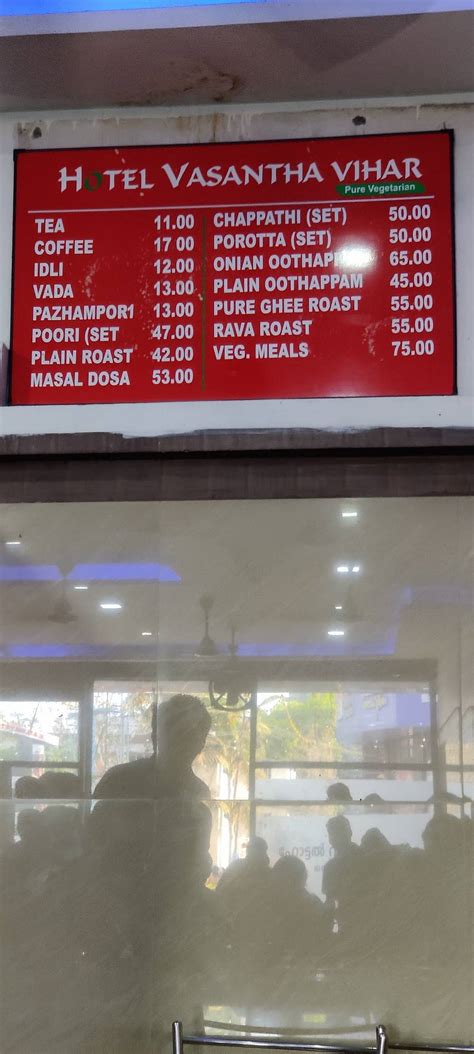 HOTEL VASANTHA VIHAR
Pure Vegetarian
TEA 11.00
COFFEE 17 00
IDLI 12.00
VADA 13.00
PAZHAMPOR1 13.00
POORI (SET 47.00
PLAIN ROAST 42.00
MASAL DOSA 53.00
CHAPPATHI (SET) 50.00
POROTTA (SET) 50.00
ONIAN OOTHAPPAM 65.00
PLAIN OOTHAPPAM 45.00
PURE GHEE ROAST 55.00
RAVA ROAST 55.00
VEG. MEALS 75.00
ഹോട്ടൽ